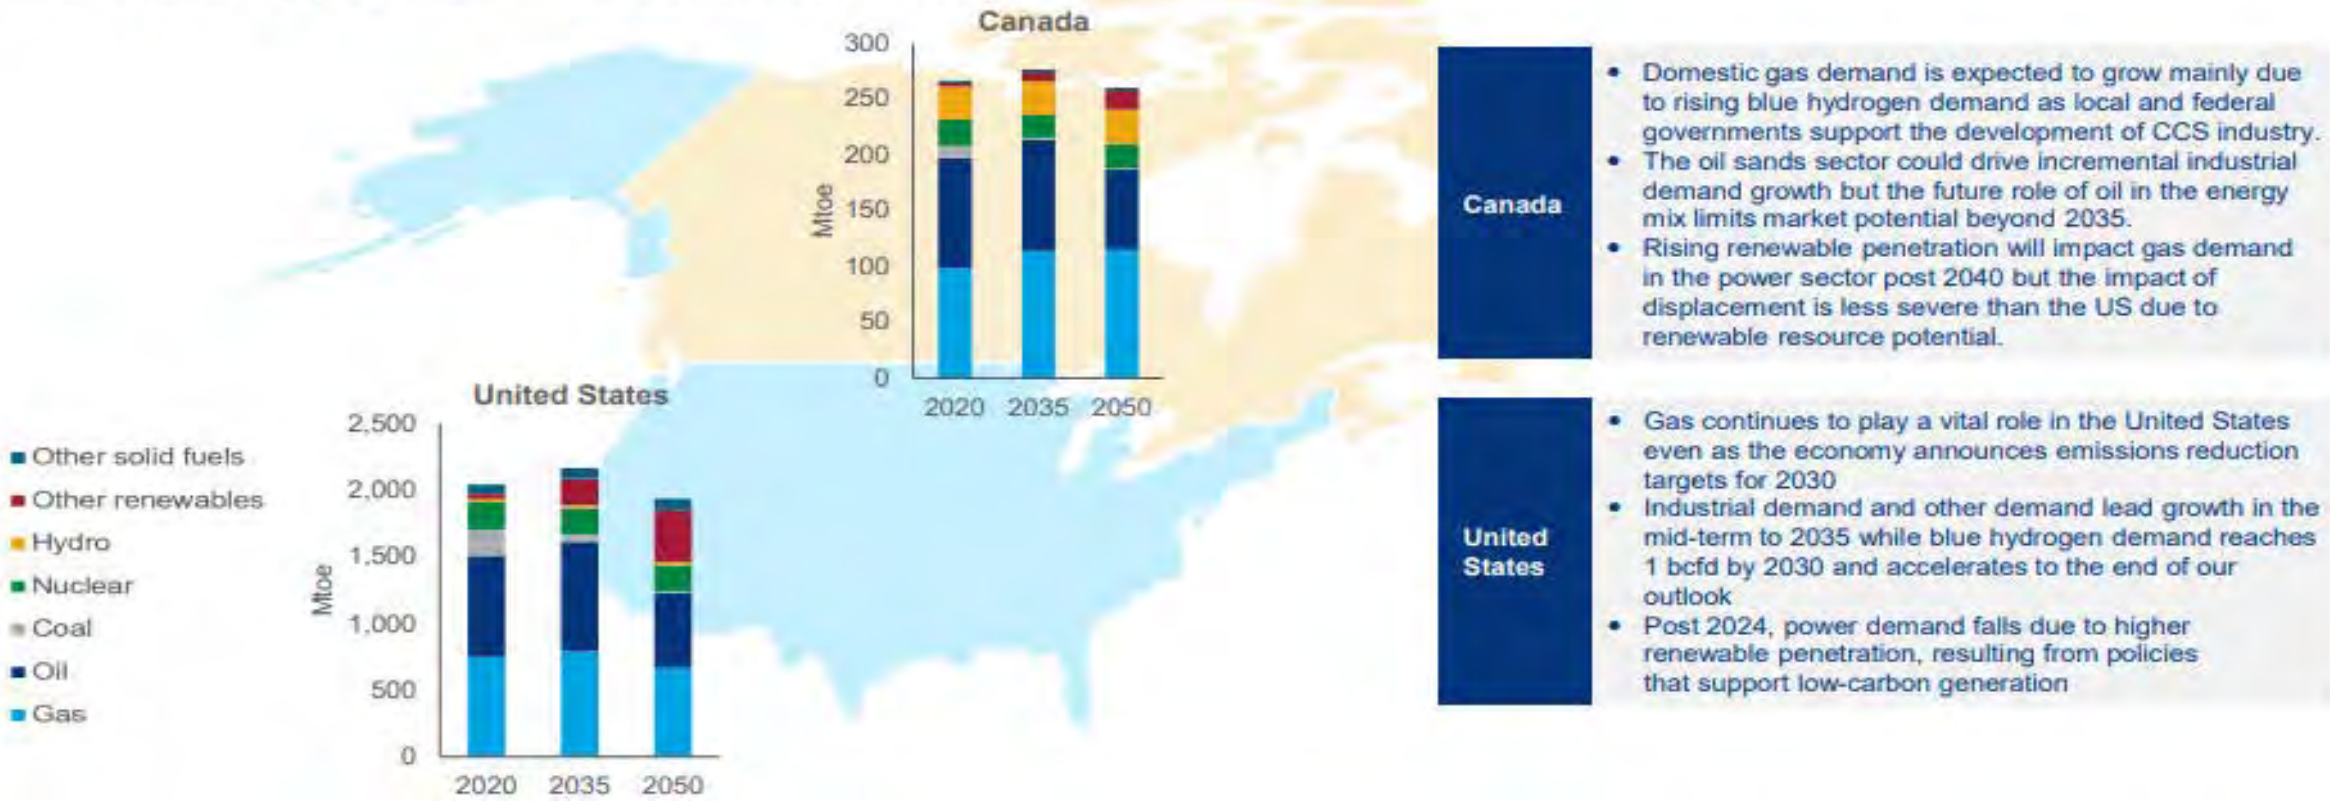 Canada
300
250
200
150
100
50
0
Mtoe
2020 2035 2050
United States
2,500
2,000
1,500
1,000
500
0
Mtoe
2020 2035 2050
Other solid fuels
Other renewables
Hydro
Nuclear
Coal
Oil
Gas
Canada
• Domestic gas demand is expected to grow mainly due
to rising blue hydrogen demand as local and federal
governments support the development of CCS industry.
• The oil sands sector could drive incremental industrial
demand growth but the future role of oil in the energy
mix limits market potential beyond 2035.
• Rising renewable penetration will impact gas demand
in the power sector post 2040 but the impact of
displacement is less severe than the US due to
renewable resource potential.
United
States
• Gas continues to play a vital role in the United States
even as the economy announces emissions reduction
targets for 2030
• Industrial demand and other demand lead growth in the
mid-term to 2035 while blue hydrogen demand reaches
1 bcfd by 2030 and accelerates to the end of our
outlook
• Post 2024, power demand falls due to higher
renewable penetration, resulting from policies
that support low-carbon generation